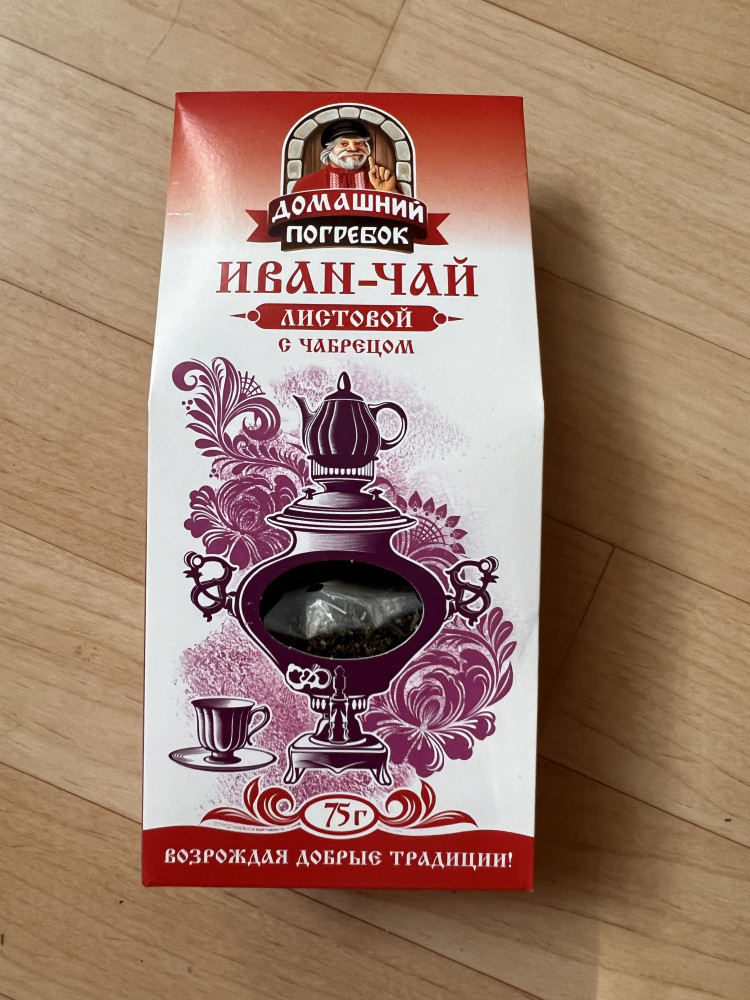 ДОМАШНИЙ
ПОГРЕБОК
ИВАН-ЧАЙ
ЛИСТОВОЙ
С ЧАБРЕЦОМ
75г
ВОЗРОЖДАЯ ДОБРЫЕ ТРАДИЦИИ!